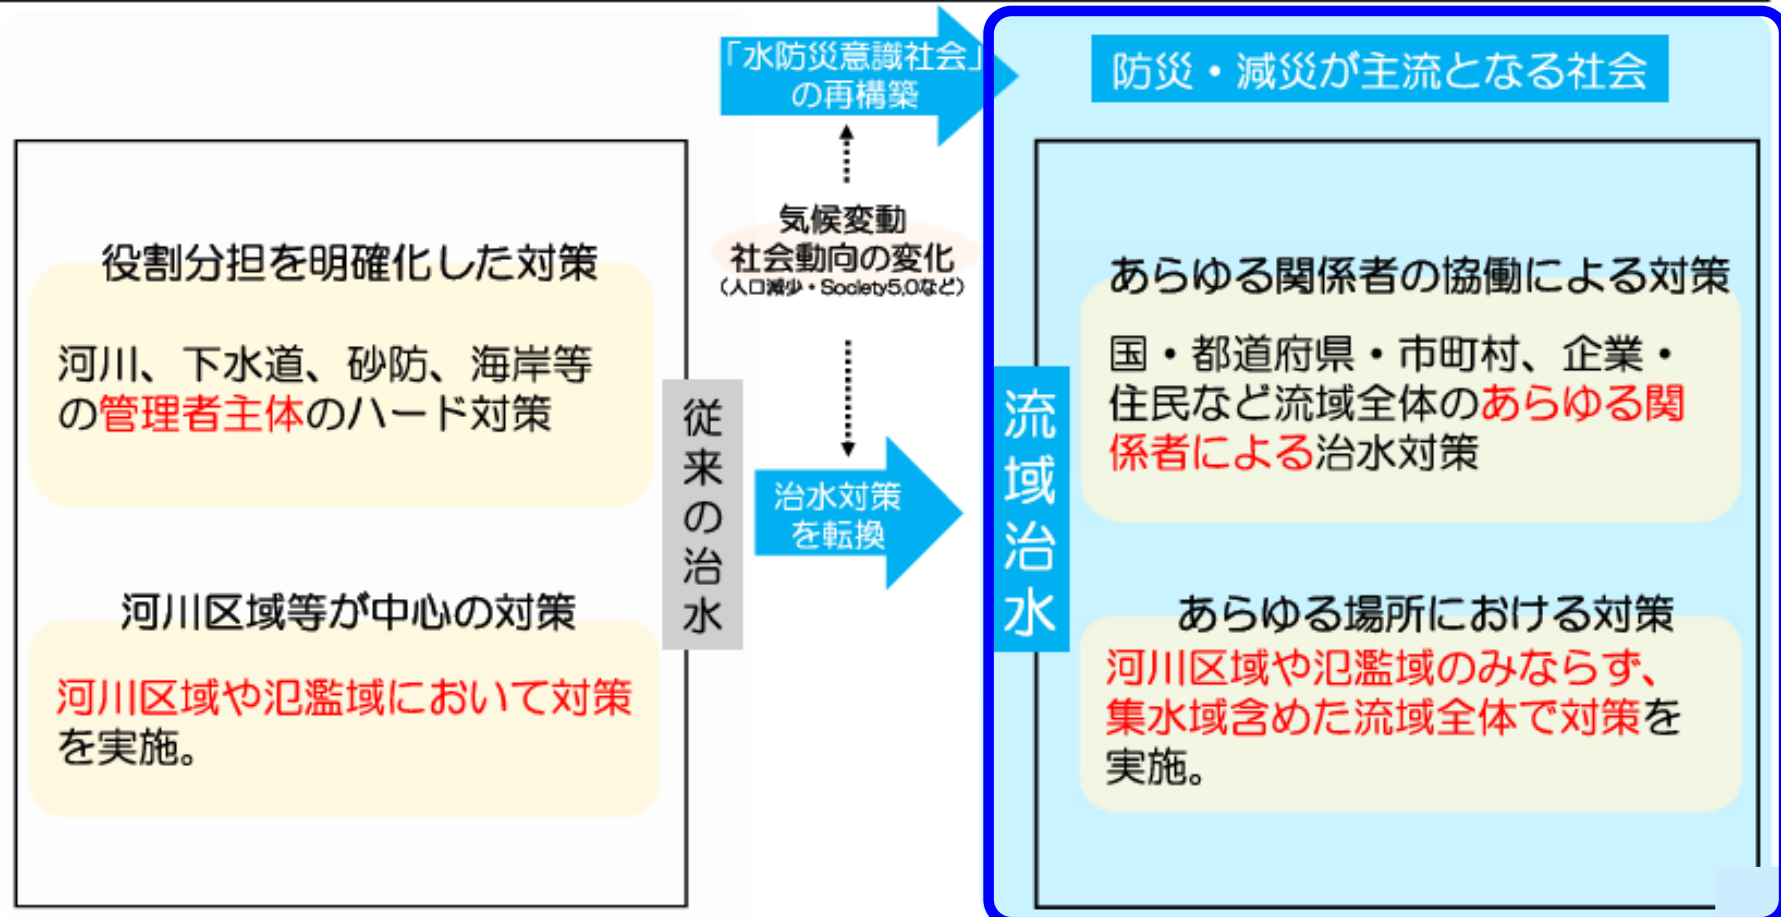 「水防災意識社会」
の再構築
防災・減災が主流となる社会
気候変動
社会動向の変化
（人口減少・Society5.0など）
役割分担を明確化した対策
河川、下水道、砂防、海岸等
の管理者主体のハード対策
河川区域等が中心の対策
河川区域や氾濫域において対策
を実施。
従来の治水
治水対策
を転換
流域治水
あらゆる関係者の協働による対策
国・都道府県・市町村、企業・
住民など流域全体のあらゆる関
係者による治水対策
あらゆる場所における対策
河川区域や氾濫域のみならず、
集水域含めた流域全体で対策を
実施。